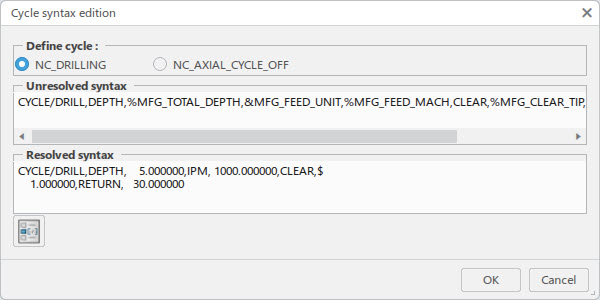 Cycle syntax edition
Define cycle :
NC_DRILLING NC_AXIAL_CYCLE_OFF
Unresolved syntax
CYCLE/DRILL,DEPTH,%MFG_TOTAL_DEPTH,&MFG_FEED_UNIT,%MFG_FEED_MACH,CLEAR,%MFG_CLEAR_TIP,
Resolved syntax
CYCLE/DRILL,DEPTH, 5.000000,IPM, 1000.000000,CLEAR,$
1.000000,RETURN, 30.000000
OK Cancel